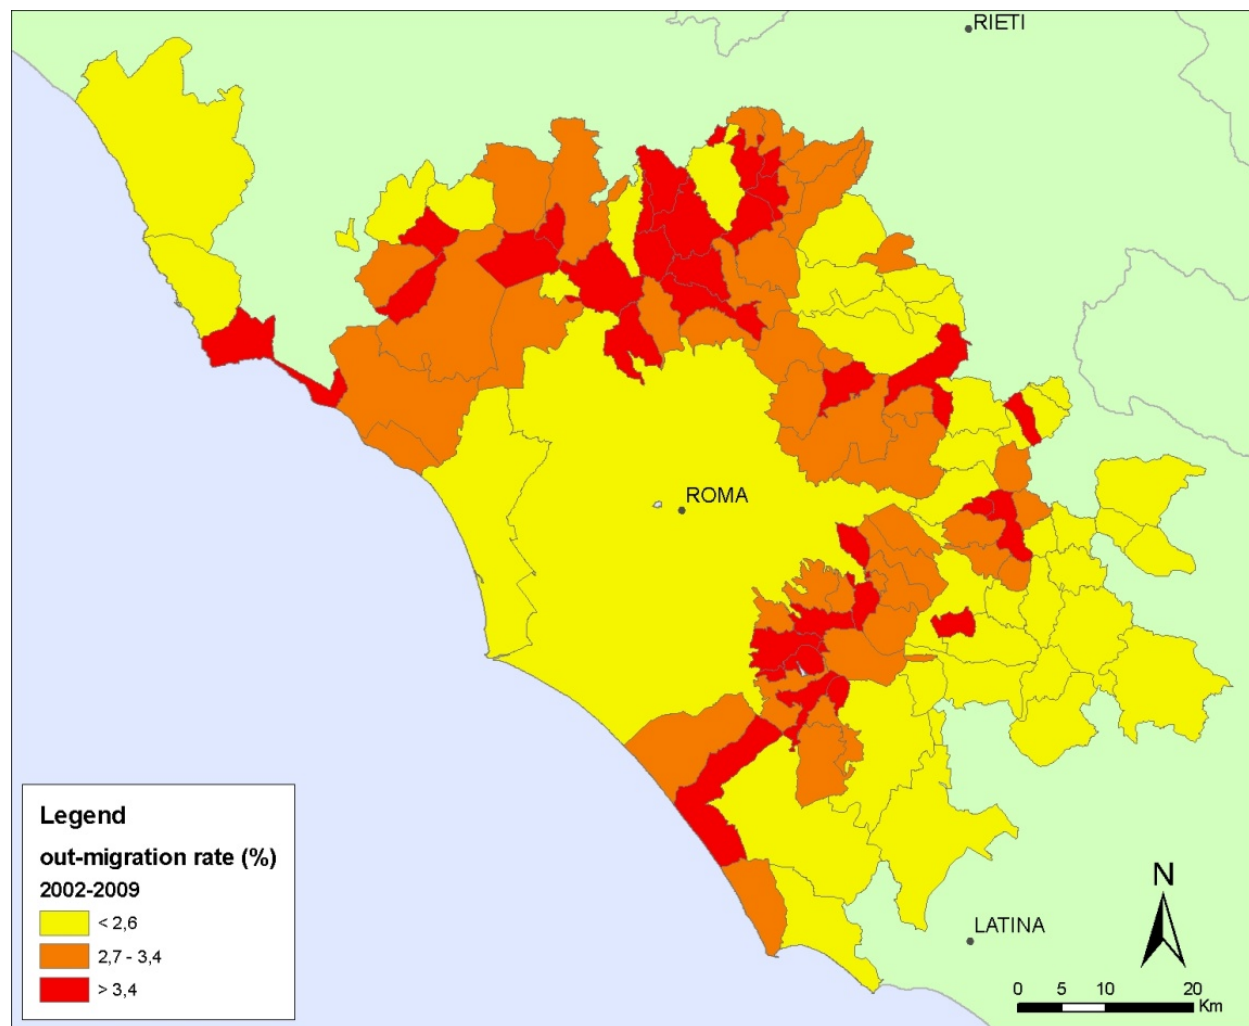 RIETI
ROMA
Legend
out-migration rate (%)
2002-2009
< 2,6
2,7 - 3,4
> 3,4
LATINA
N
0 5 10 20
Km